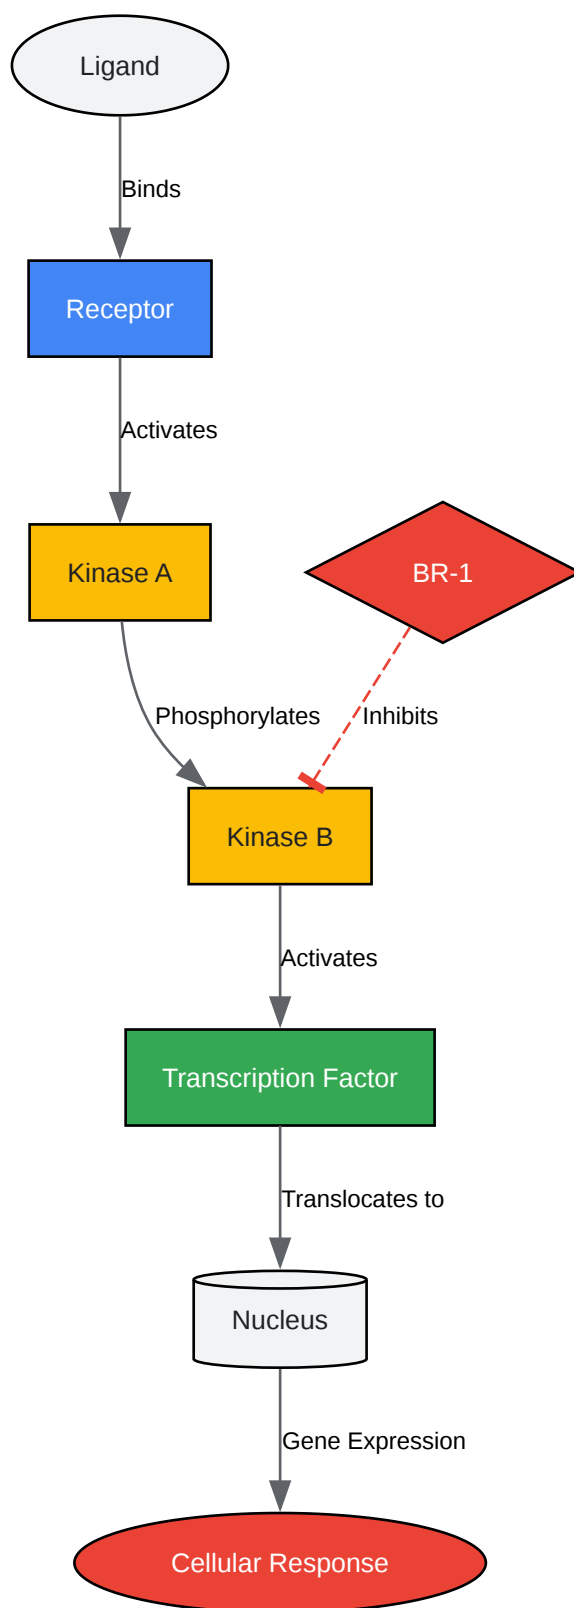 Ligand
Binds
Receptor
Activates
Kinase A
BR-1
Phosphorylates
Inhibits
Kinase B
Activates
Transcription Factor
Translocates to
Nucleus
Gene Expression
Cellular Response